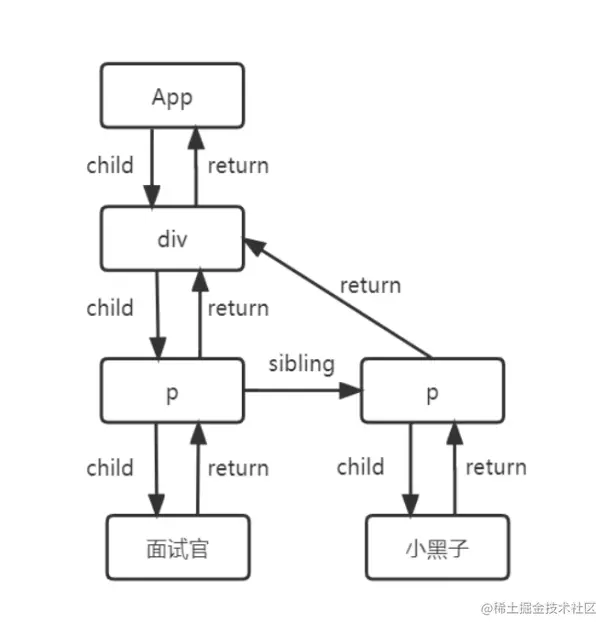 App
child
return
div
child
return
return
p
sibling
p
child
return
child
return
面试官
小黑子
@稀土掘金技术社区